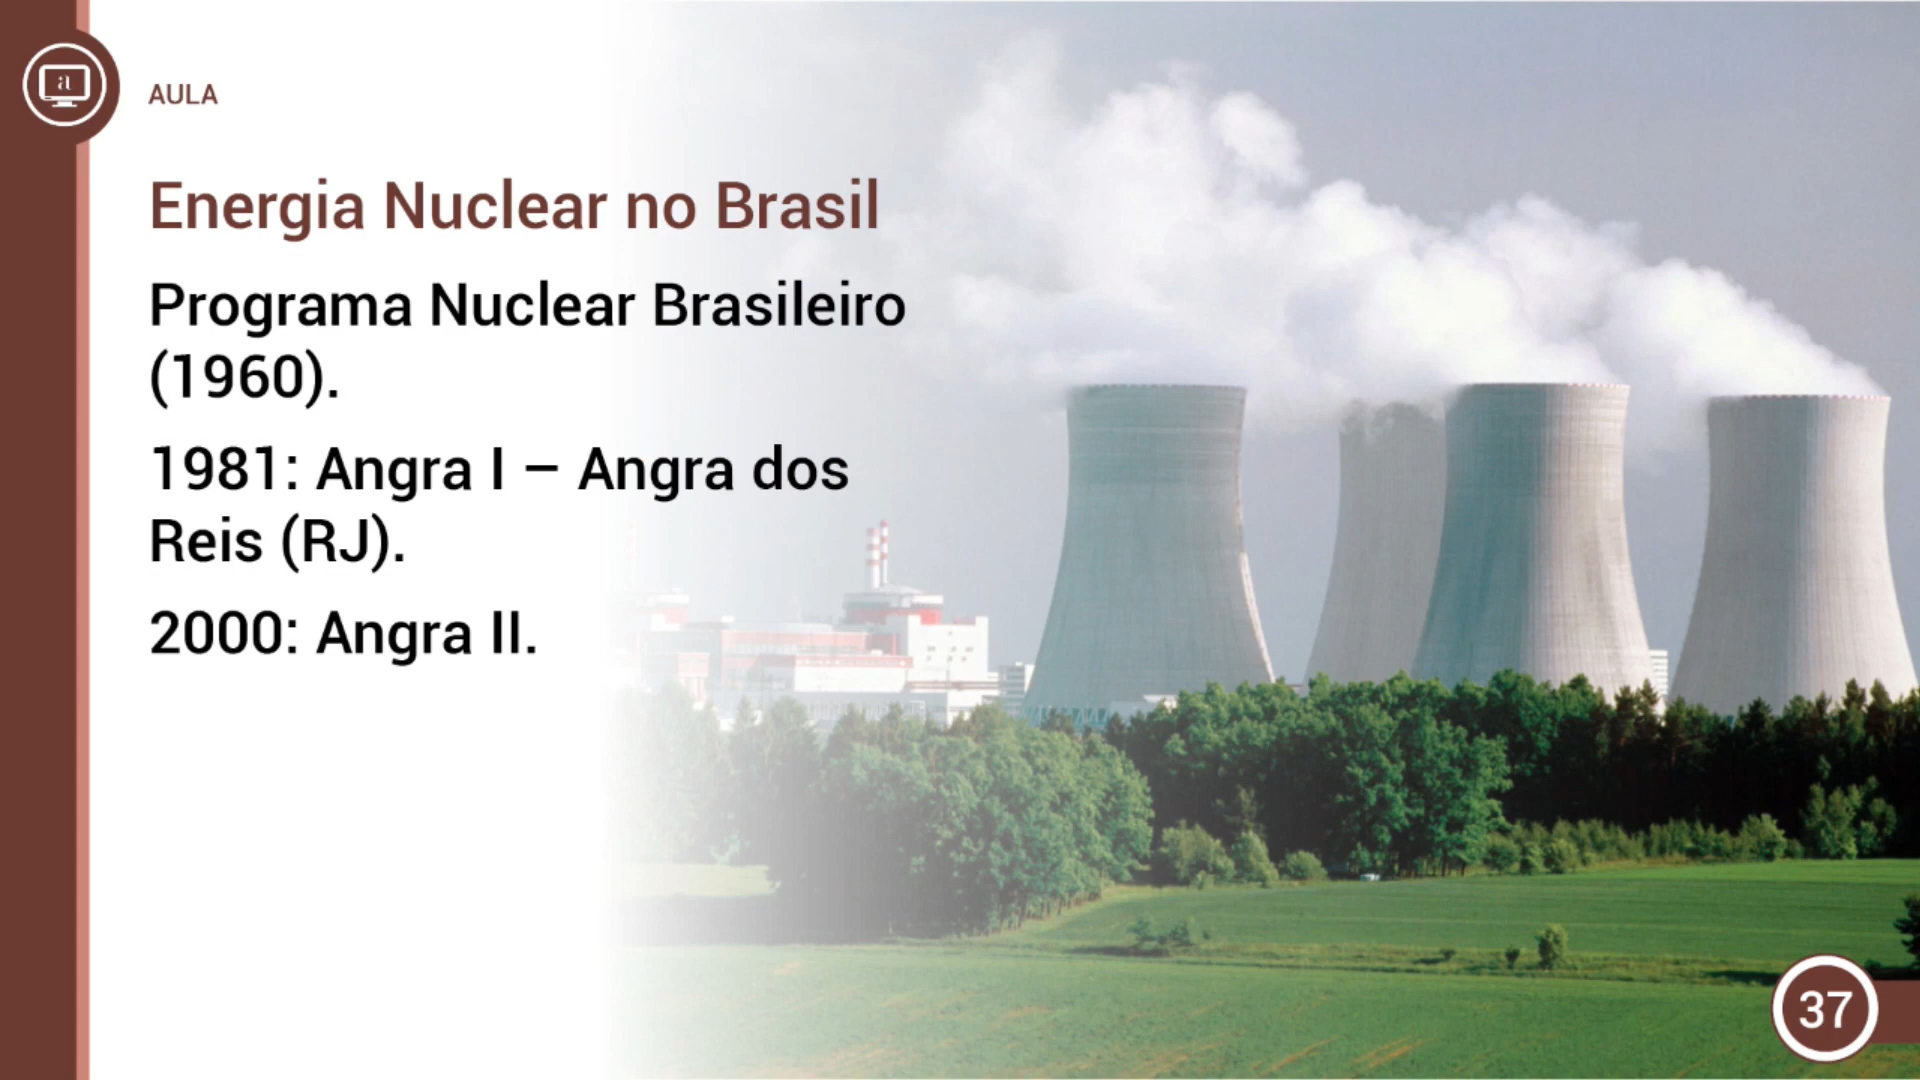 a
AULA
Energia Nuclear no Brasil
Programa Nuclear Brasileiro
(1960).
1981: Angra I – Angra dos
Reis (RJ).
2000: Angra II.
37